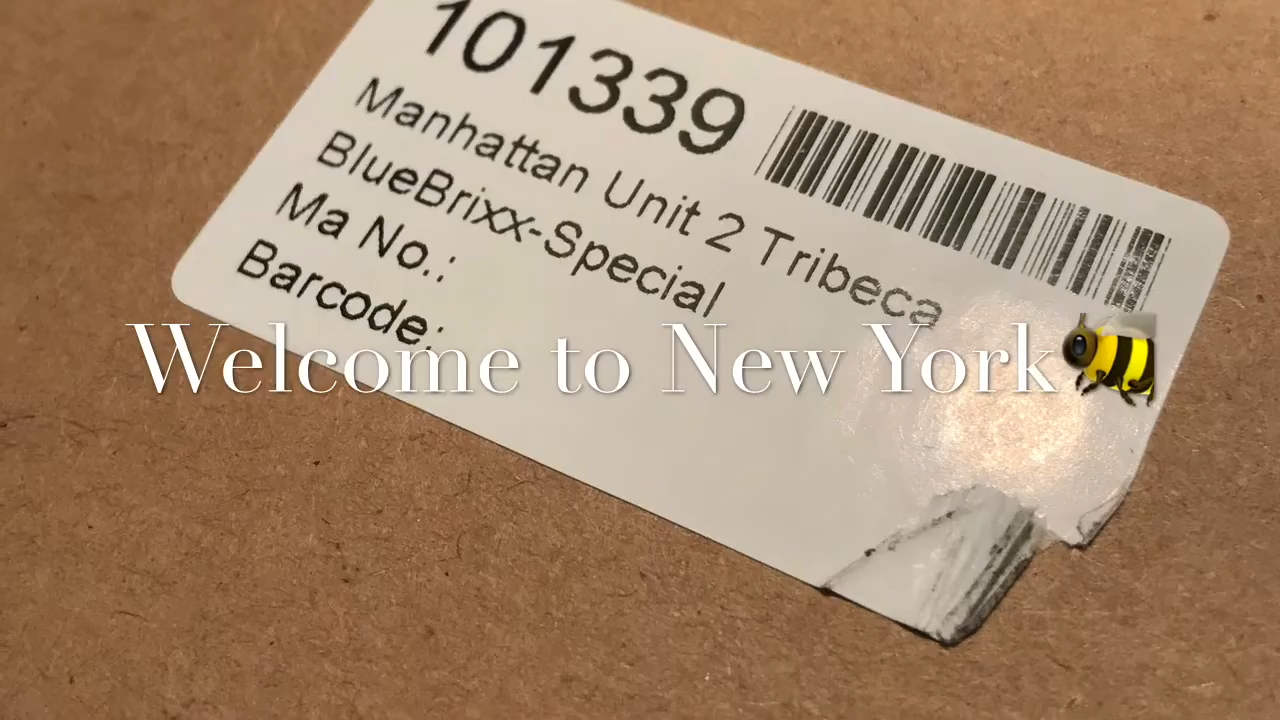 101339
Manhattan Unit 2 Tribeca
BlueBrixx-Special
Ma No.:
Barcode:
Welcome to New York